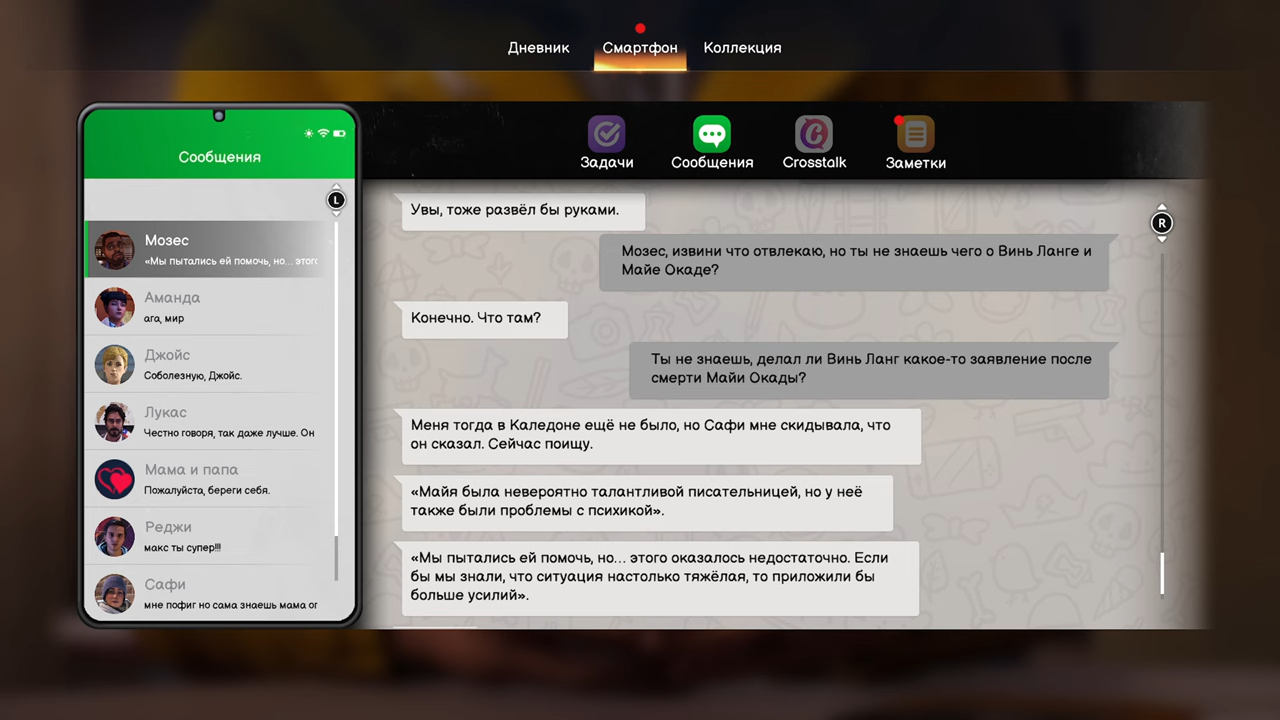 Дневник
Смартфон
Коллекция
Сообщения
Задачи
Сообщения
Crosstalk
Заметки
L
R
Мозес
«Мы пытались ей помочь, но... этого
Аманда
ага, мир
Джойс
Соболезную, Джойс.
Лукас
Честно говоря, так даже лучше. Он
Мама и папа
Пожалуйста, береги себя.
Реджи
макс ты супер!!!
Сафи
мне пофиг но сама знаешь мама ог
Увы, тоже развёл бы руками.
Мозес, извини что отвлекаю, но ты не знаешь чего о Винь Ланге и
Майе Окаде?
Конечно. Что там?
Ты не знаешь, делал ли Винь Ланг какое-то заявление после
смерти Майи Окады?
Меня тогда в Каледоне ещё не было, но Сафи мне скидывала, что
он сказал. Сейчас поищу.
«Майя была невероятно талантливой писательницей, но у неё
также были проблемы с психикой».
«Мы пытались ей помочь, но... этого оказалось недостаточно. Если
бы мы знали, что ситуация настолько тяжёлая, то приложили бы
больше усилий».